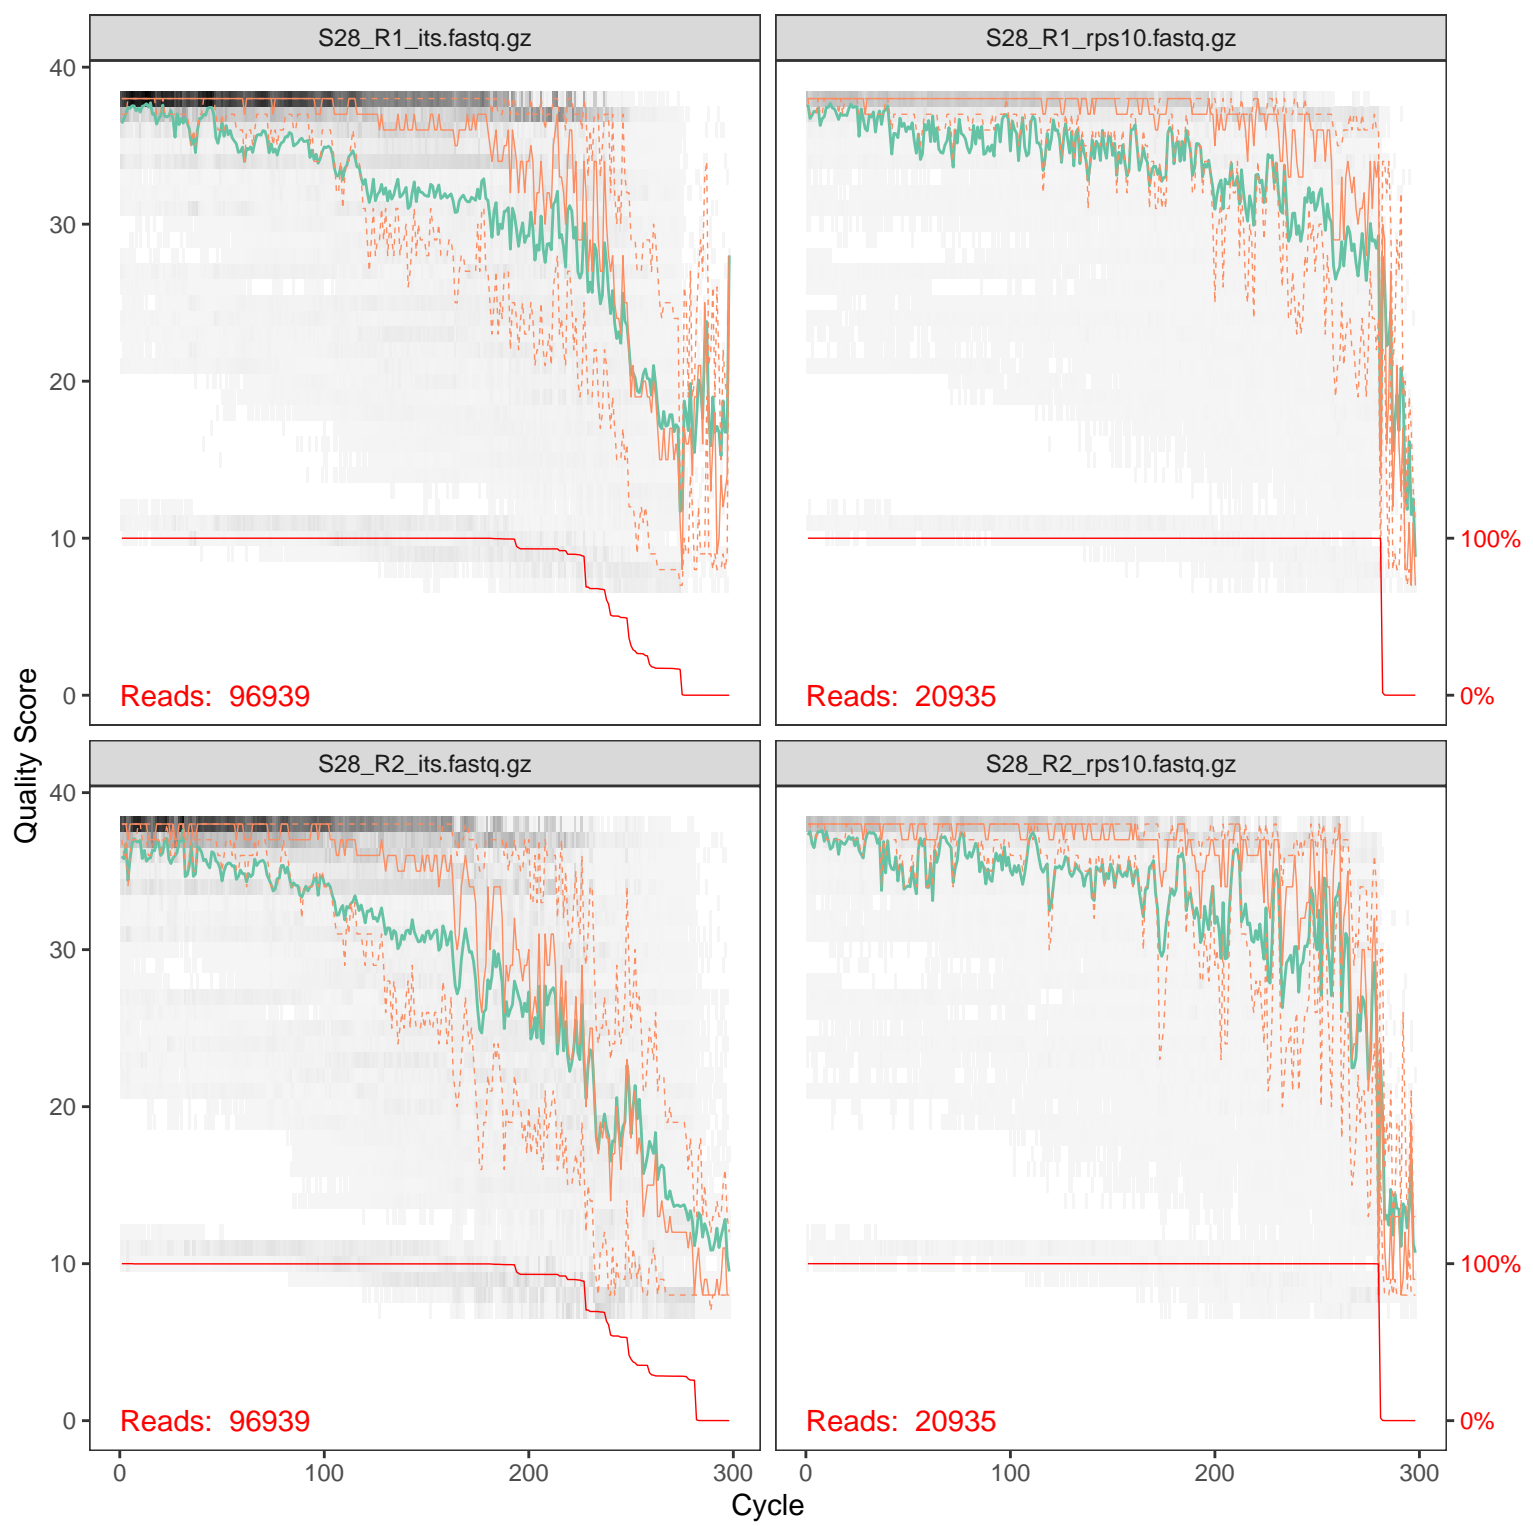 S28_R1_its.fastq.gz
S28_R1_rps10.fastq.gz
40
30
20
10
0
Reads: 96939
Reads: 20935
100%
0%
S28_R2_its.fastq.gz
S28_R2_rps10.fastq.gz
40
30
20
10
0
Reads: 96939
Reads: 20935
100%
0%
0 100 200 300
0 100 200 300
Cycle
Quality Score